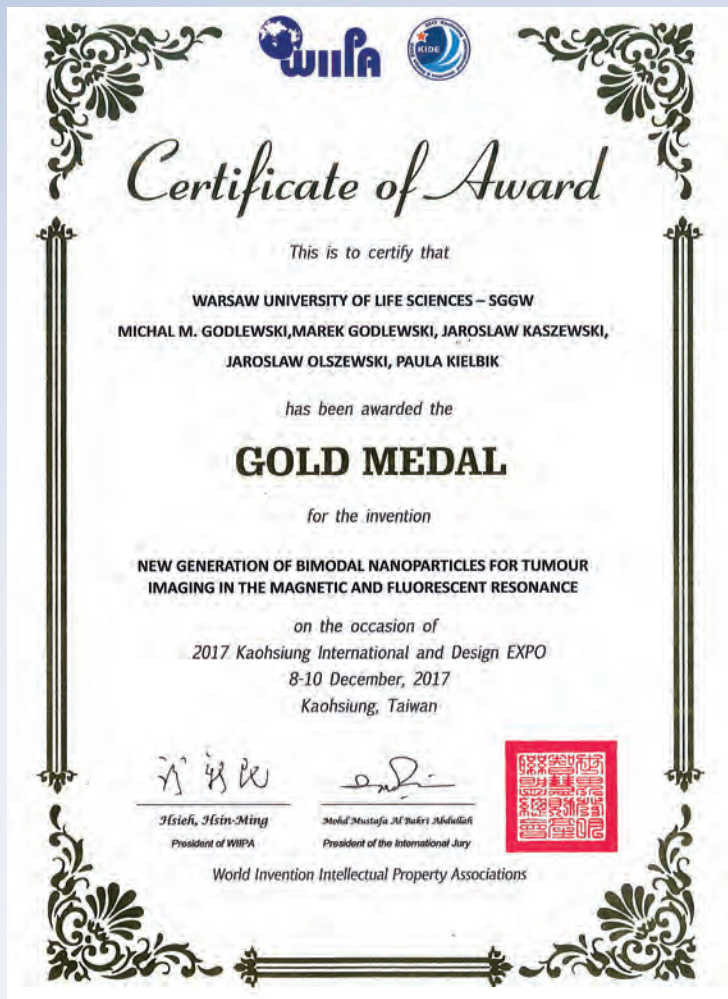 WIIPA
KIDE
Certificate of Award
This is to certify that
WARSAW UNIVERSITY OF LIFE SCIENCES – SGGW
MICHAL M. GODLEWSKI,MAREK GODLEWSKI, JAROSLAW KASZEWSKI,
JAROSLAW OLSZEWSKI, PAULA KIELBIK
has been awarded the
GOLD MEDAL
for the invention
NEW GENERATION OF BIMODAL NANOPARTICLES FOR TUMOUR
IMAGING IN THE MAGNETIC AND FLUORESCENT RESONANCE
on the occasion of
2017 Kaohsiung International and Design EXPO
8-10 December, 2017
Kaohsiung, Taiwan
Hsieh, Hsin-Ming
Mohd Mustafa Al Bakri Abdullah
President of WIIPA
President of the International Jury
World Invention Intellectual Property Associations